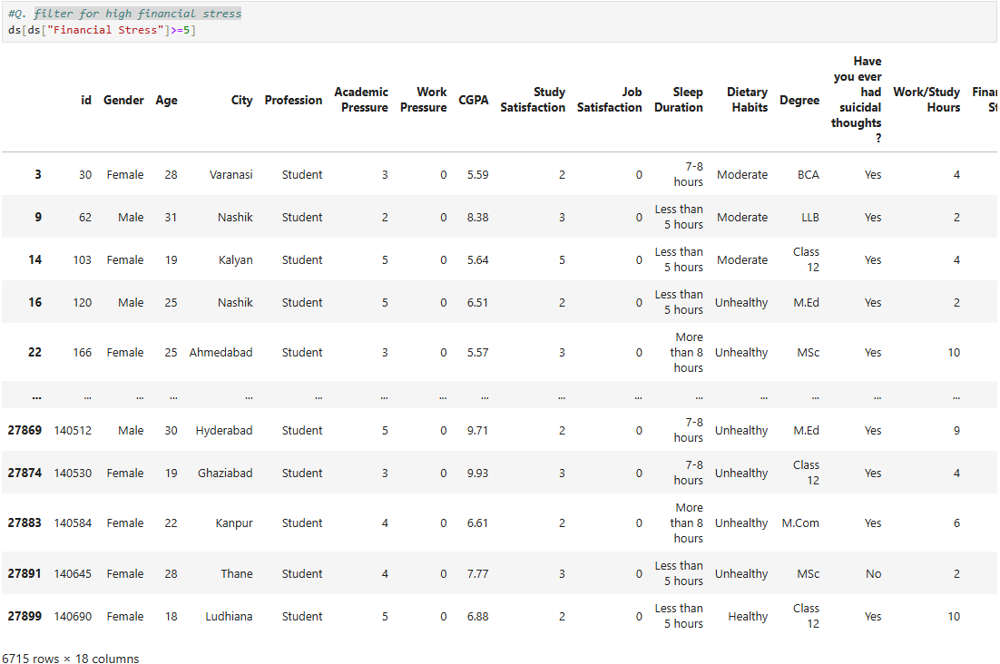 #Q. filter for high financial stress
ds[ds["Financial Stress"]>=5]
id Gender Age City Profession Academic Pressure Work Pressure CGPA Study Satisfaction Job Satisfaction Sleep Duration Dietary Habits Degree Have you ever had suicidal thoughts ? Work/Study Hours Finan St
3 30 Female 28 Varanasi Student 3 0 5.59 2 0 7-8 hours Moderate BCA Yes 4
9 62 Male 31 Nashik Student 2 0 8.38 3 0 Less than 5 hours Moderate LLB Yes 2
14 103 Female 19 Kalyan Student 5 0 5.64 5 0 Less than 5 hours Moderate Class 12 Yes 4
16 120 Male 25 Nashik Student 5 0 6.51 2 0 Less than 5 hours Unhealthy M.Ed Yes 2
22 166 Female 25 Ahmedabad Student 3 0 5.57 3 0 More than 8 hours Unhealthy MSc Yes 10
... ... ... ... ... ... ... ... ... ... ... ... ... ... ... ...
27869 140512 Male 30 Hyderabad Student 5 0 9.71 2 0 7-8 hours Unhealthy M.Ed Yes 9
27874 140530 Female 19 Ghaziabad Student 3 0 9.93 3 0 7-8 hours Unhealthy Class 12 Yes 4
27883 140584 Female 22 Kanpur Student 4 0 6.61 2 0 More than 8 hours Unhealthy M.Com Yes 6
27891 140645 Female 28 Thane Student 4 0 7.77 3 0 Less than 5 hours Unhealthy MSc No 2
27899 140690 Female 18 Ludhiana Student 5 0 6.88 2 0 Less than 5 hours Healthy Class 12 Yes 10
6715 rows × 18 columns